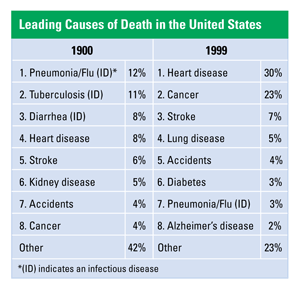 Leading Causes of Death in the United States
1900 1999
1. Pneumonia/Flu (ID)* 12% 1. Heart disease 30%
2. Tuberculosis (ID) 11% 2. Cancer 23%
3. Diarrhea (ID) 8% 3. Stroke 7%
4. Heart disease 8% 4. Lung disease 5%
5. Stroke 6% 5. Accidents 4%
6. Kidney disease 5% 6. Diabetes 3%
7. Accidents 4% 7. Pneumonia/Flu (ID) 3%
8. Cancer 4% 8. Alzheimer's disease 2%
Other 42% Other 23%
*(ID) indicates an infectious disease